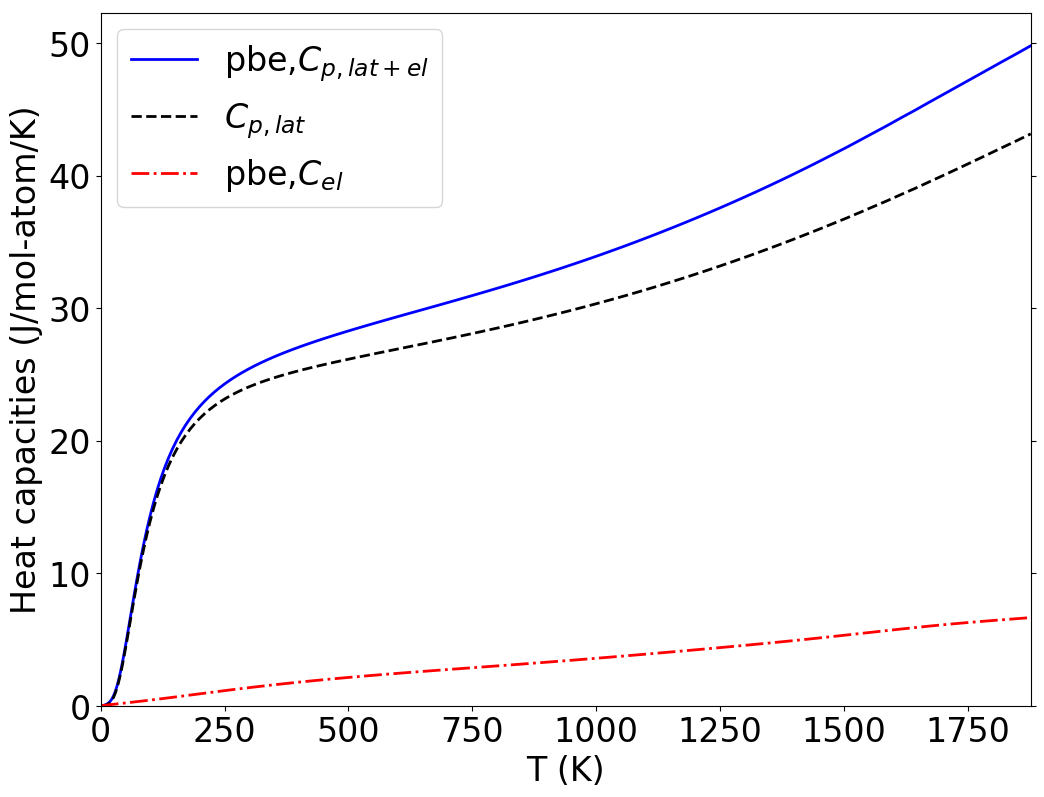 pbe,C_{p, lat+el}
C_{p, lat}
pbe,C_{el}
Heat capacities (J/mol-atom/K)
50
40
30
20
10
0
0 250 500 750 1000 1250 1500 1750
T (K)